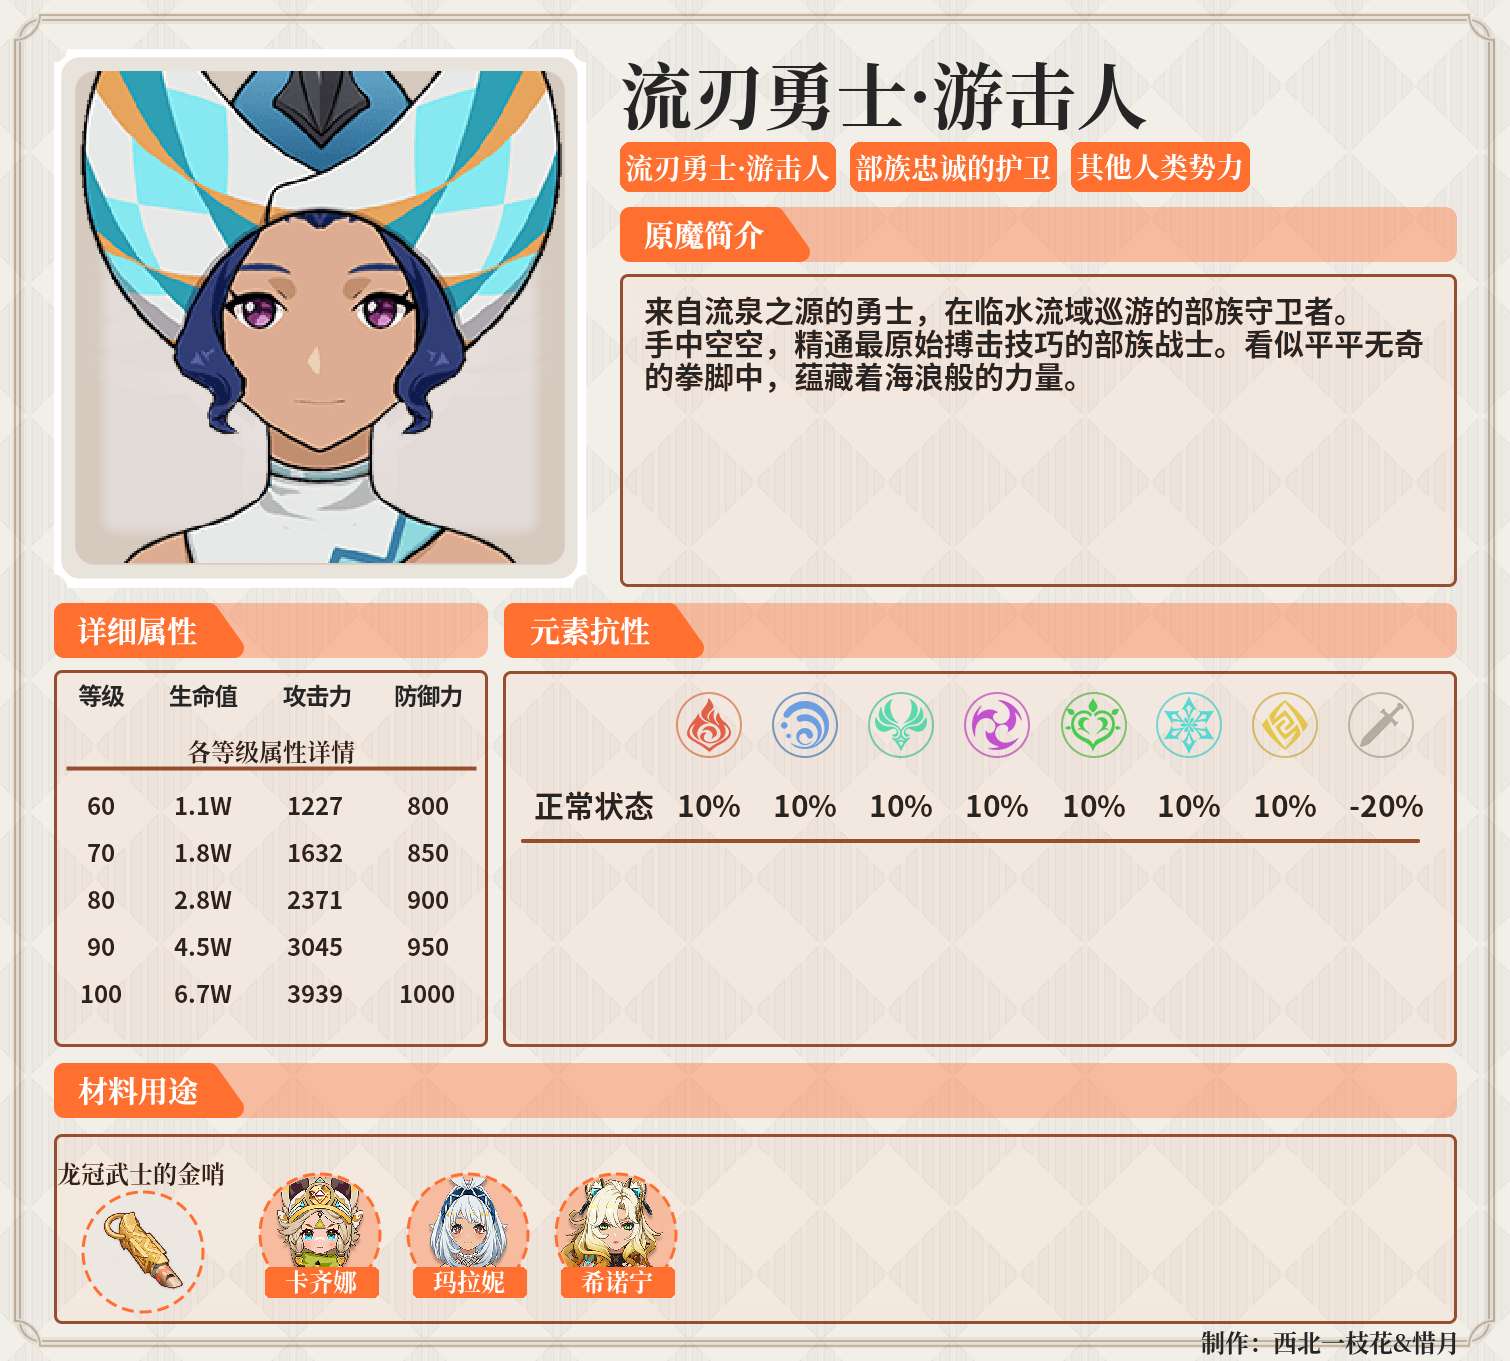 流刃勇士·游击人
流刃勇士·游击人 部族忠诚的护卫 其他人类势力
原魔简介
来自流泉之源的勇士，在临水流域巡游的部族守卫者。
手中空空，精通最原始搏击技巧的部族战士。看似平平无奇
的拳脚中，蕴藏着海浪般的力量。
详细属性
等级 生命值 攻击力 防御力
各等级属性详情
60 1.1W 1227 800
70 1.8W 1632 850
80 2.8W 2371 900
90 4.5W 3045 950
100 6.7W 3939 1000
元素抗性
正常状态 10% 10% 10% 10% 10% 10% 10% -20%
材料用途
龙冠武士的金哨
卡齐娜 玛拉妮 希诺宁
制作：西北一枝花&惜月